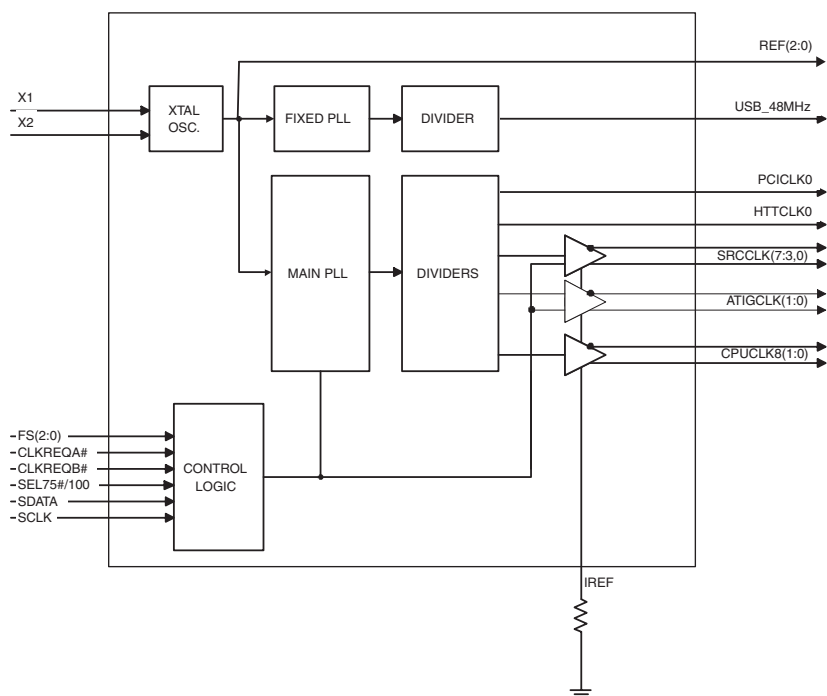 REF(2:0)
X1
XTAL
OSC.
FIXED PLL
DIVIDER
USB_48MHz
X2
PCICLK0
HTTCLK0
MAIN PLL
DIVIDERS
SRCCLK(7:3,0)
ATIGCLK(1:0)
CPUCLK8(1:0)
FS(2:0)
CLKREQA#
CLKREQB#
SEL75#/100
SDATA
SCLK
CONTROL
LOGIC
IREF